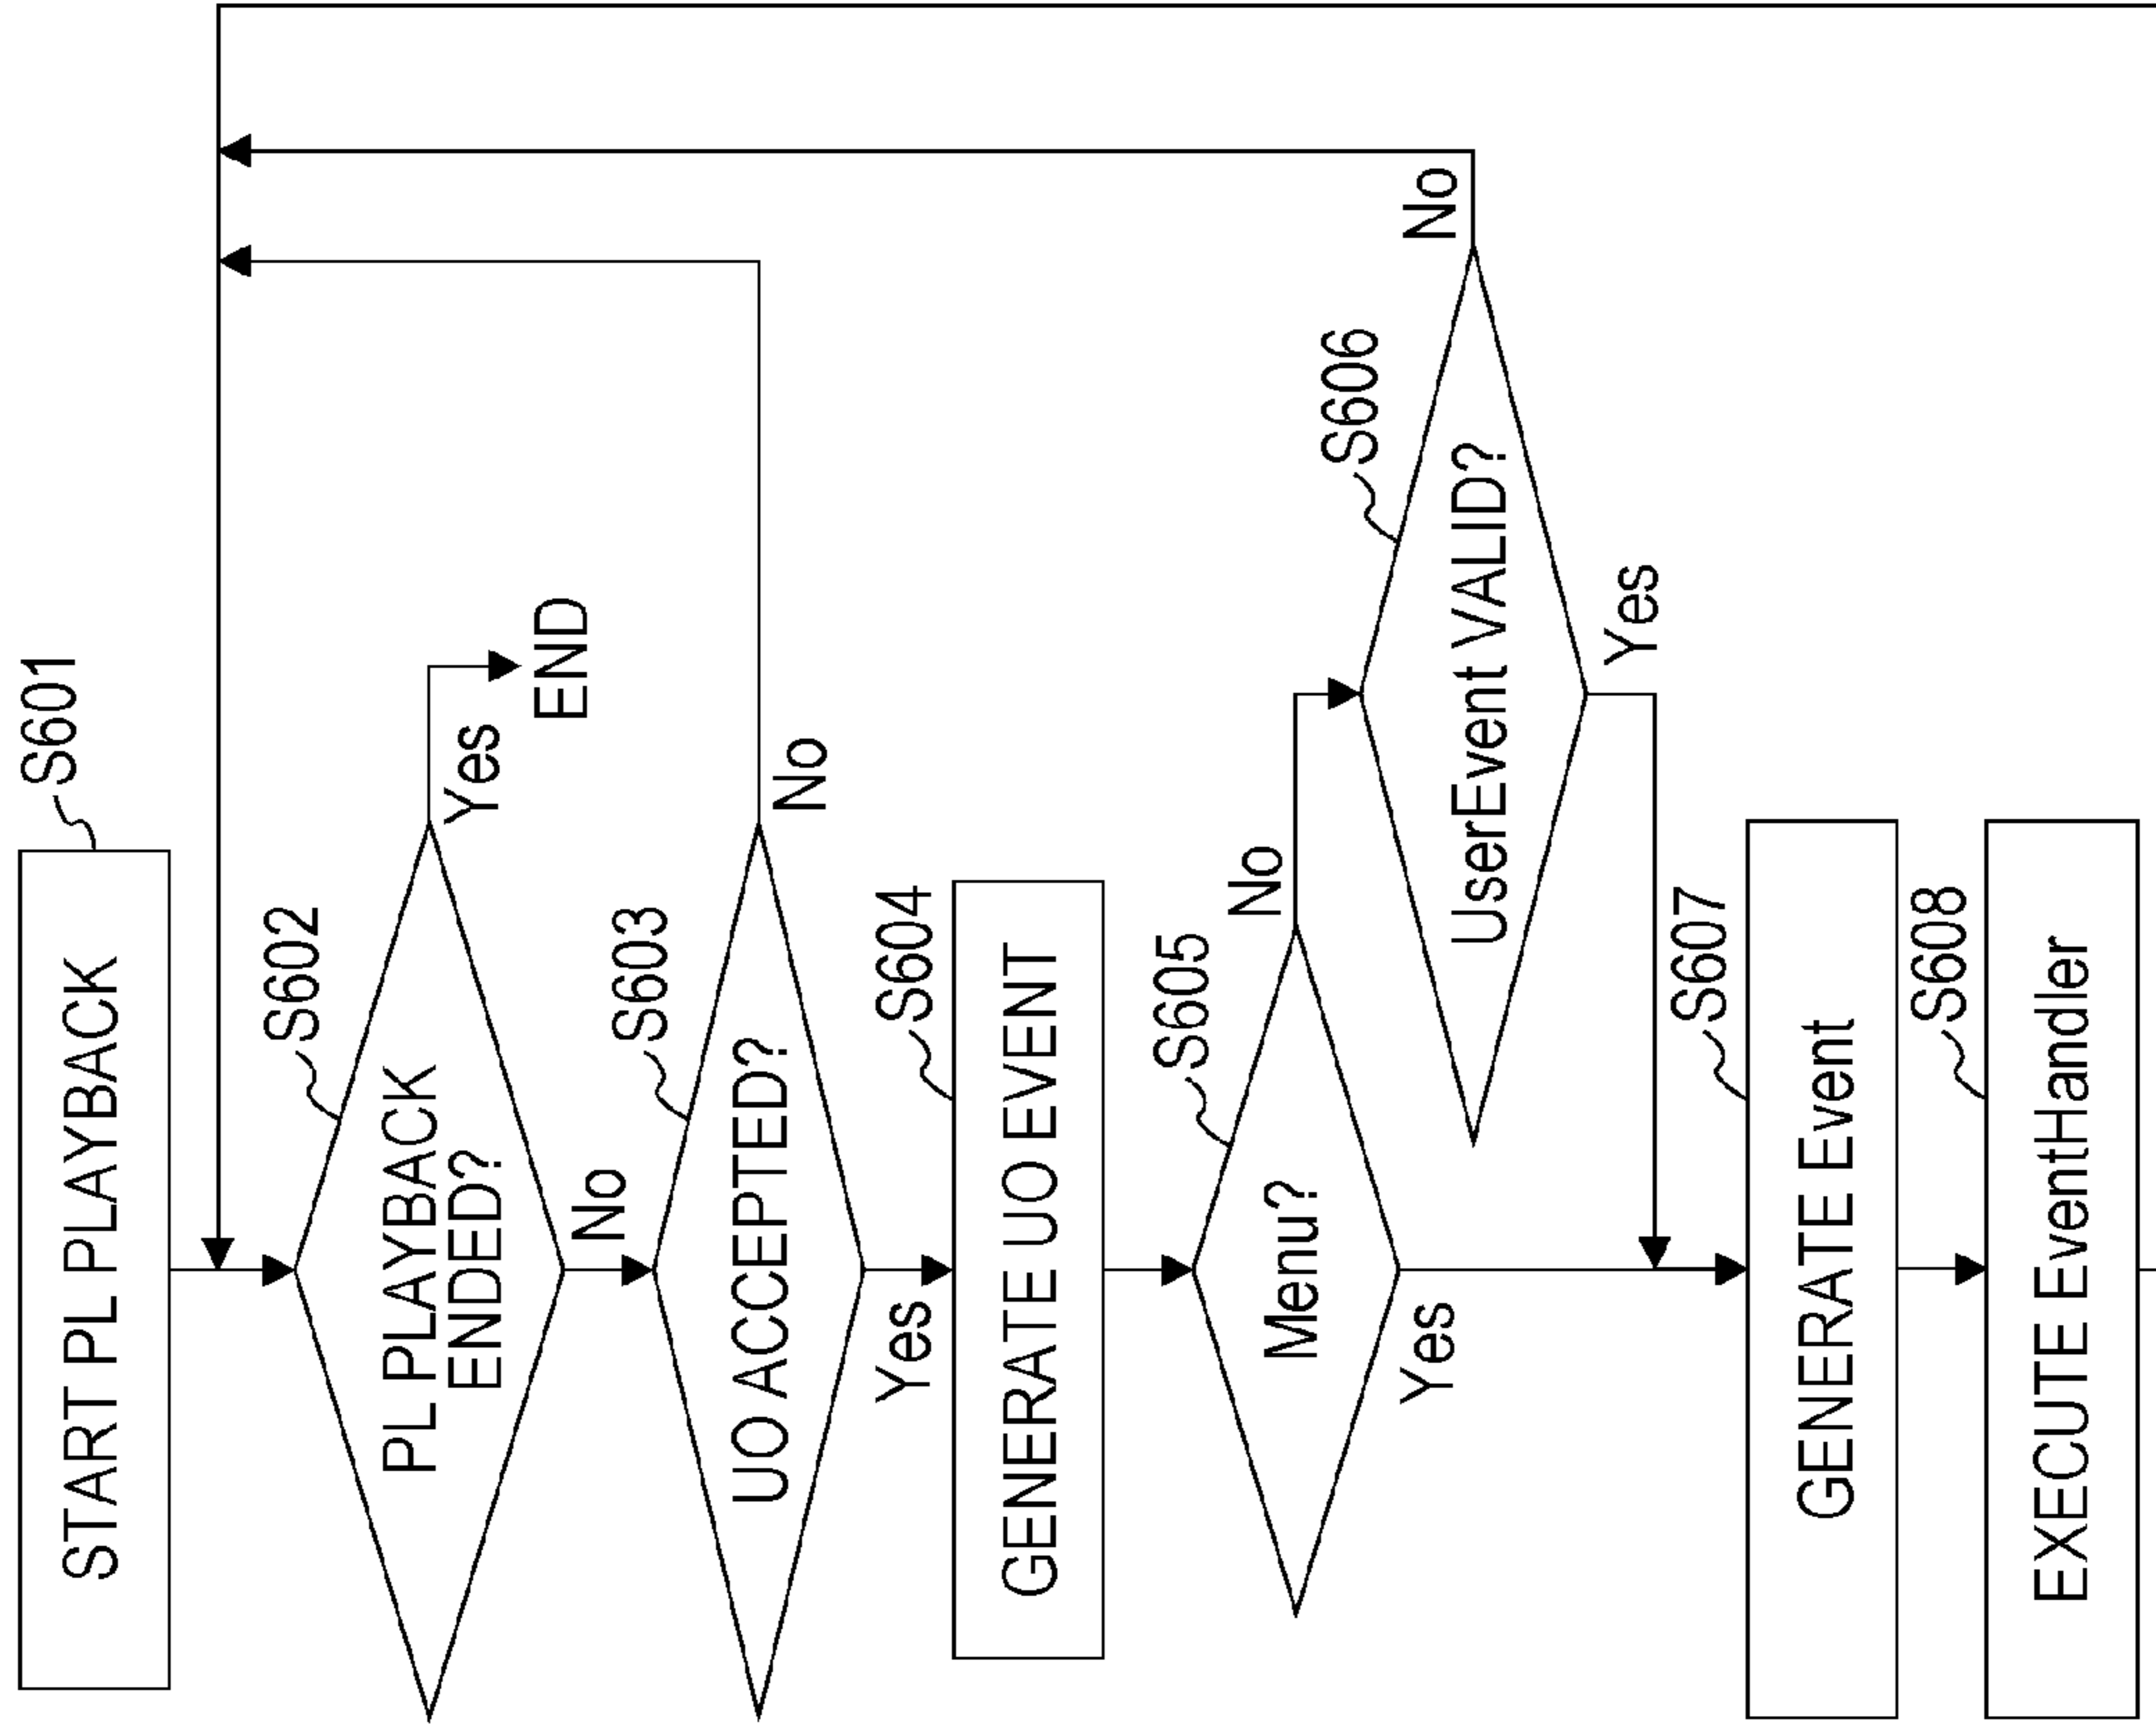 START PL PLAYBACK
S601
PL PLAYBACK
ENDED?
S602
Yes
END
No
UO ACCEPTED?
S603
No
Yes
GENERATE UO EVENT
S604
Menu?
S605
No
Yes
UserEvent VALID?
S606
No
Yes
GENERATE Event
S607
EXECUTE EventHandler
S608